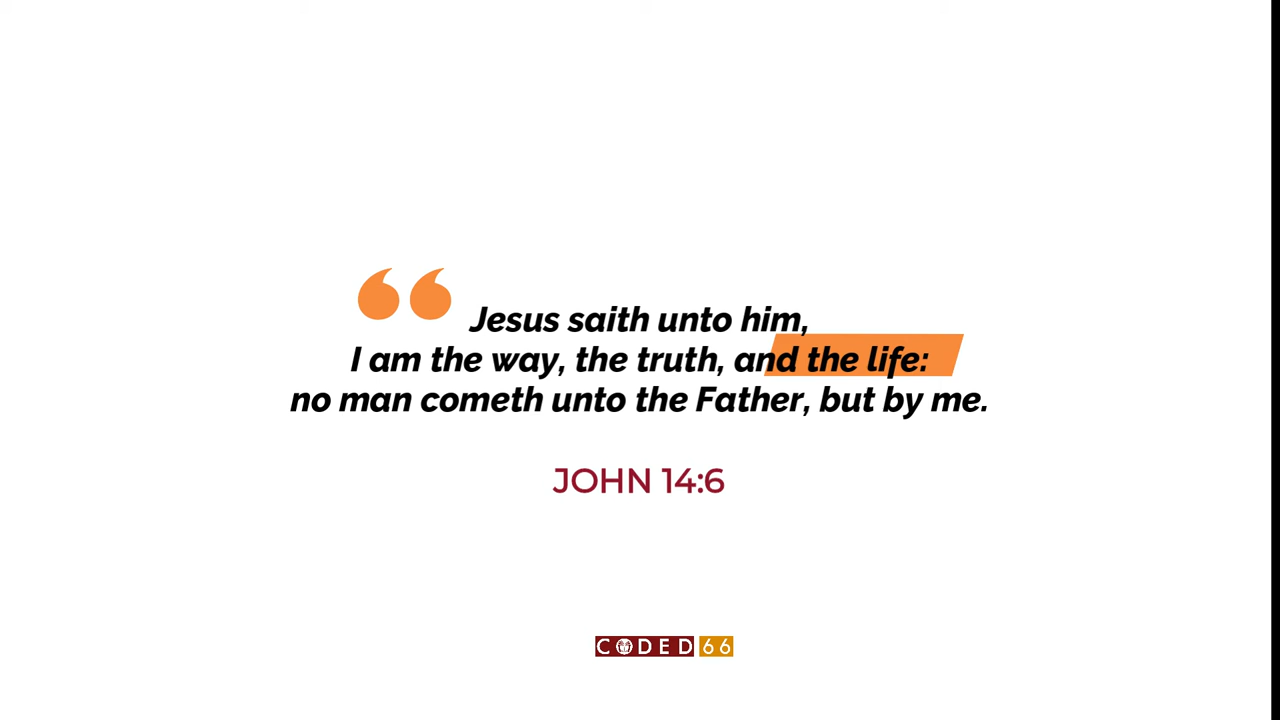 Jesus saith unto him,
I am the way, the truth, and the life:
no man cometh unto the Father, but by me.
JOHN 14:6
CODED 66